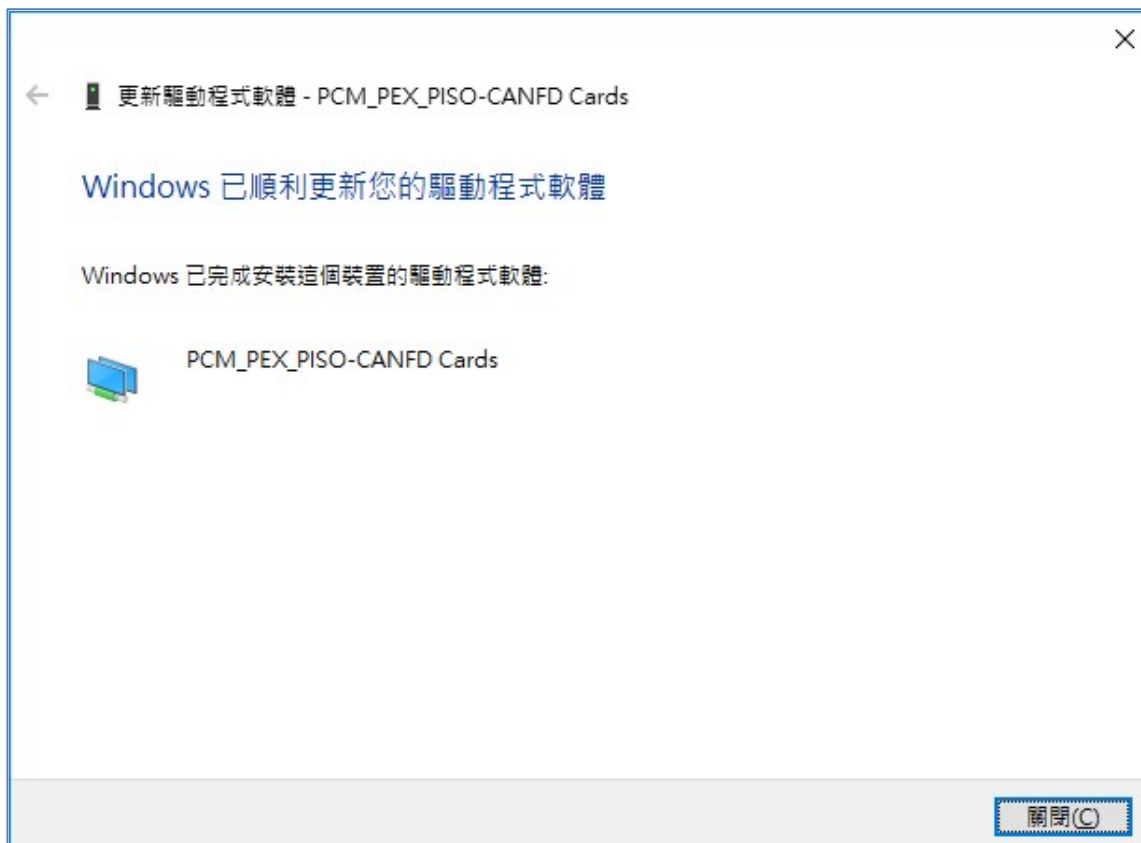 更新驅動程式軟體 - PCM_PEX_PISO-CANFD Cards
Windows 已順利更新您的驅動程式軟體
Windows 已完成安裝這個裝置的驅動程式軟體:
PCM_PEX_PISO-CANFD Cards
關閉(C)